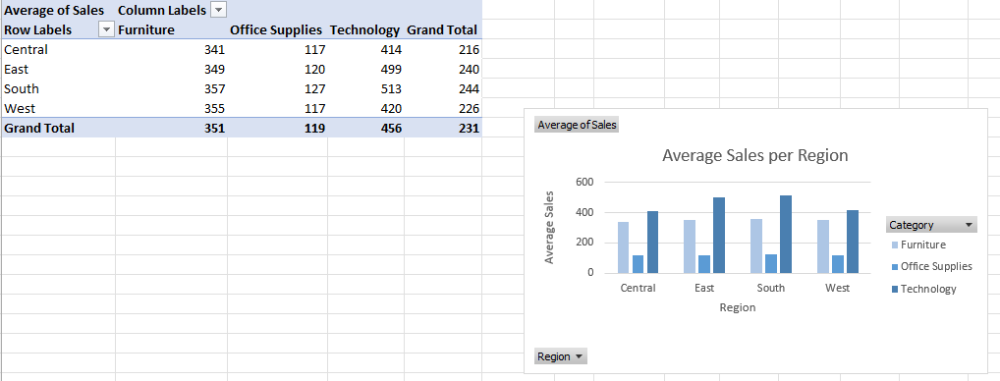 Average of Sales Column Labels
Row Labels Furniture Office Supplies Technology Grand Total
Central 341 117 414 216
East 349 120 499 240
South 357 127 513 244
West 355 117 420 226
Grand Total 351 119 456 231
Average of Sales
Average Sales per Region
Average Sales
600
400
200
0
Central East South West
Region
Category
Furniture
Office Supplies
Technology
Region